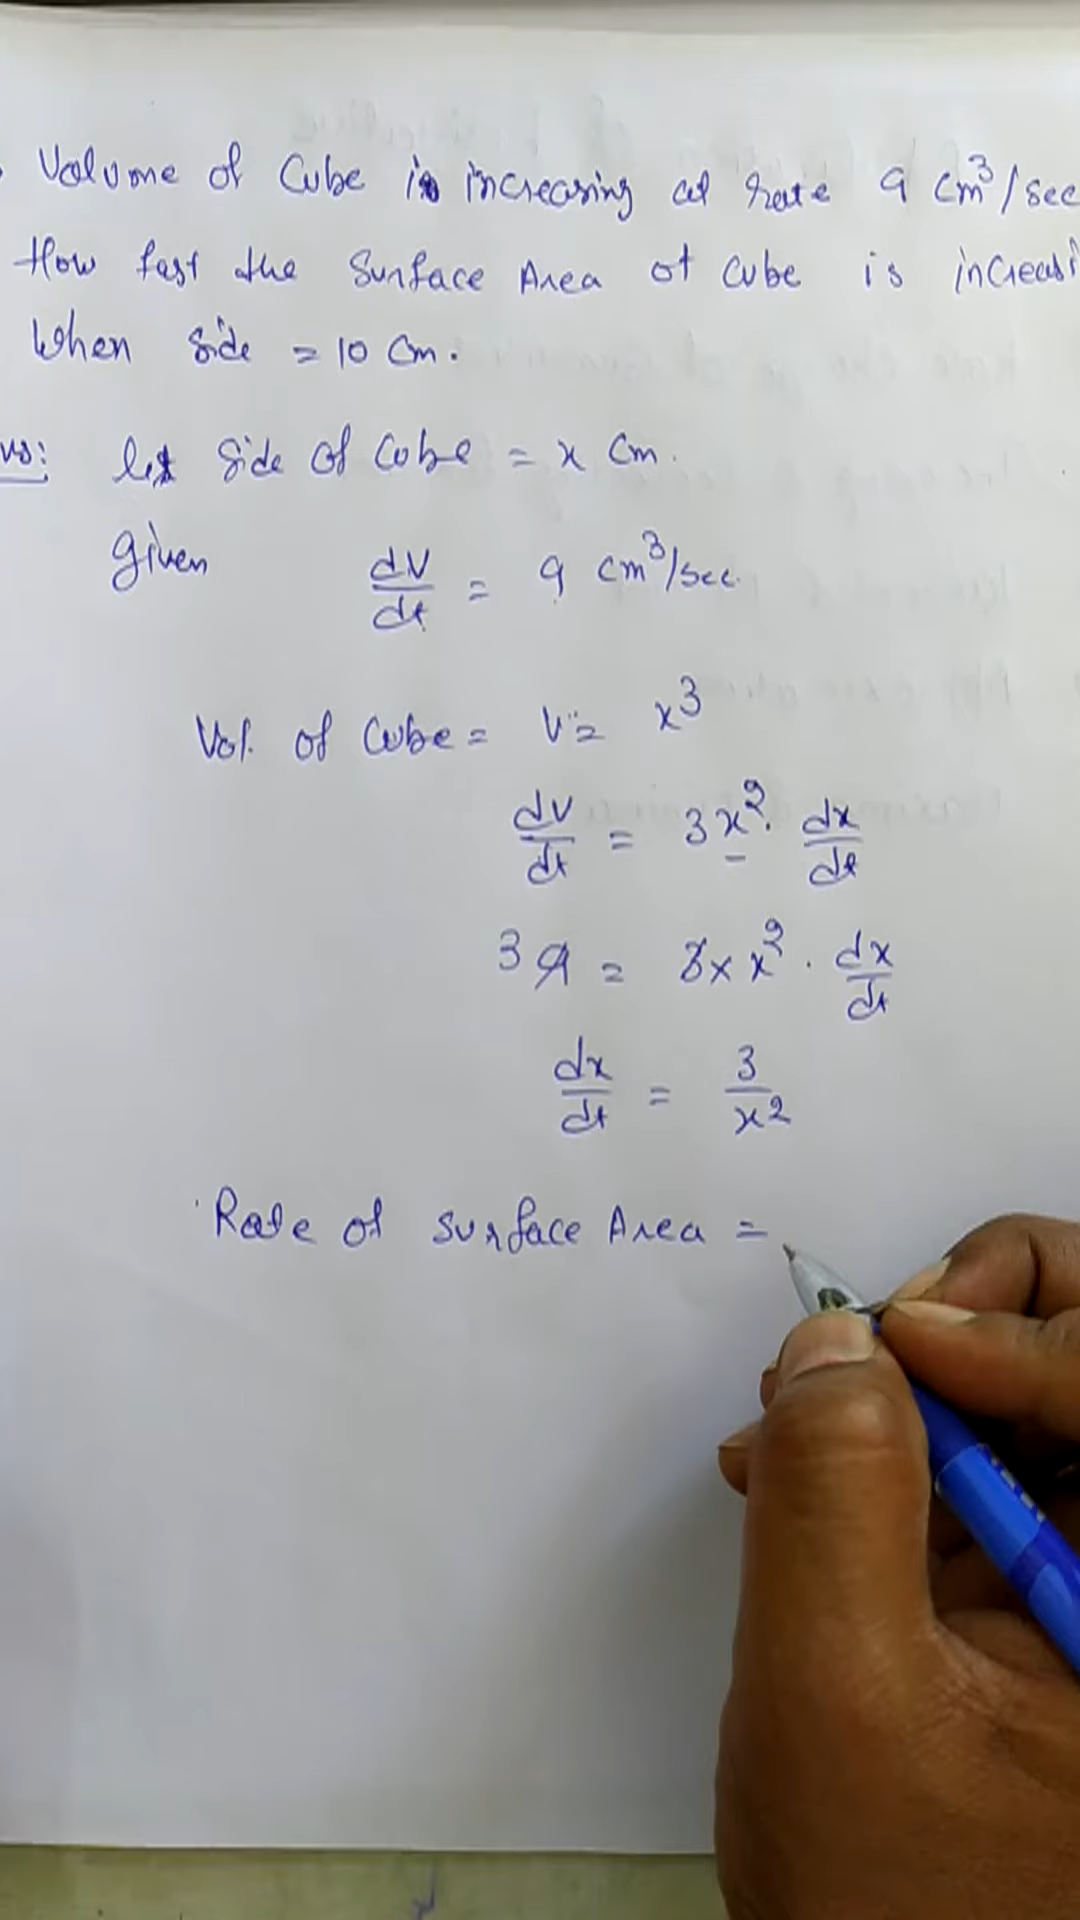 Volume of Cube is increasing at rate 9 cm³/sec
How fast the Surface Area of Cube is increasi
When side = 10 Cm.
let side of Cube = x Cm.
given dV/dt = 9 cm³/sec.
Vol. of Cube = V = x³
dv/dt = 3x². dx/dt
3 9 = 3 × x² . dx/dt
dx/dt = 3/x²
Rate of surface Area =